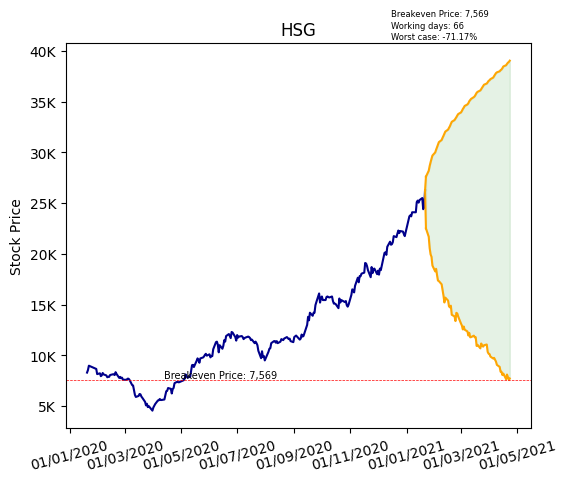 Breakeven Price: 7,569
Working days: 66
Worst case: -71.17%
HSG
40K
35K
30K
25K
20K
15K
10K
5K
Stock Price
Breakeven Price: 7,569
01/01/2020
01/03/2020
01/05/2020
01/07/2020
01/09/2020
01/11/2020
01/01/2021
01/03/2021
01/05/2021